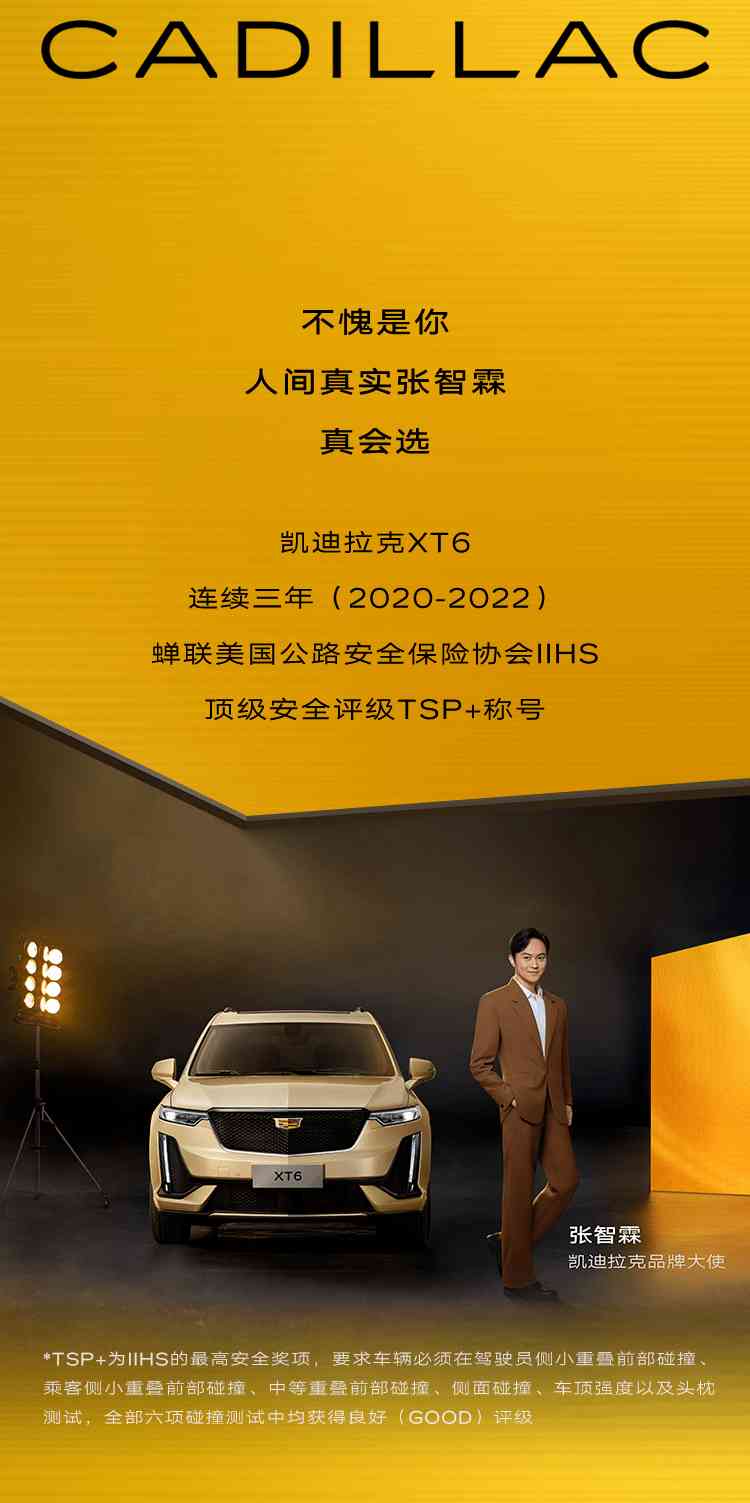 CADILLAC
不愧是你
人间真实张智霖
真会选
凯迪拉克XT6
连续三年（2020-2022）
蝉联美国公路安全保险协会IIHS
顶级安全评级TSP+称号
XT6
张智霖
凯迪拉克品牌大使
*TSP+为IIHS的最高安全奖项，要求车辆必须在驾驶员侧小重叠前部碰撞、
乘客侧小重叠前部碰撞、中等重叠前部碰撞、侧面碰撞、车顶强度以及头枕
测试，全部六项碰撞测试中均获得良好（GOOD）评级